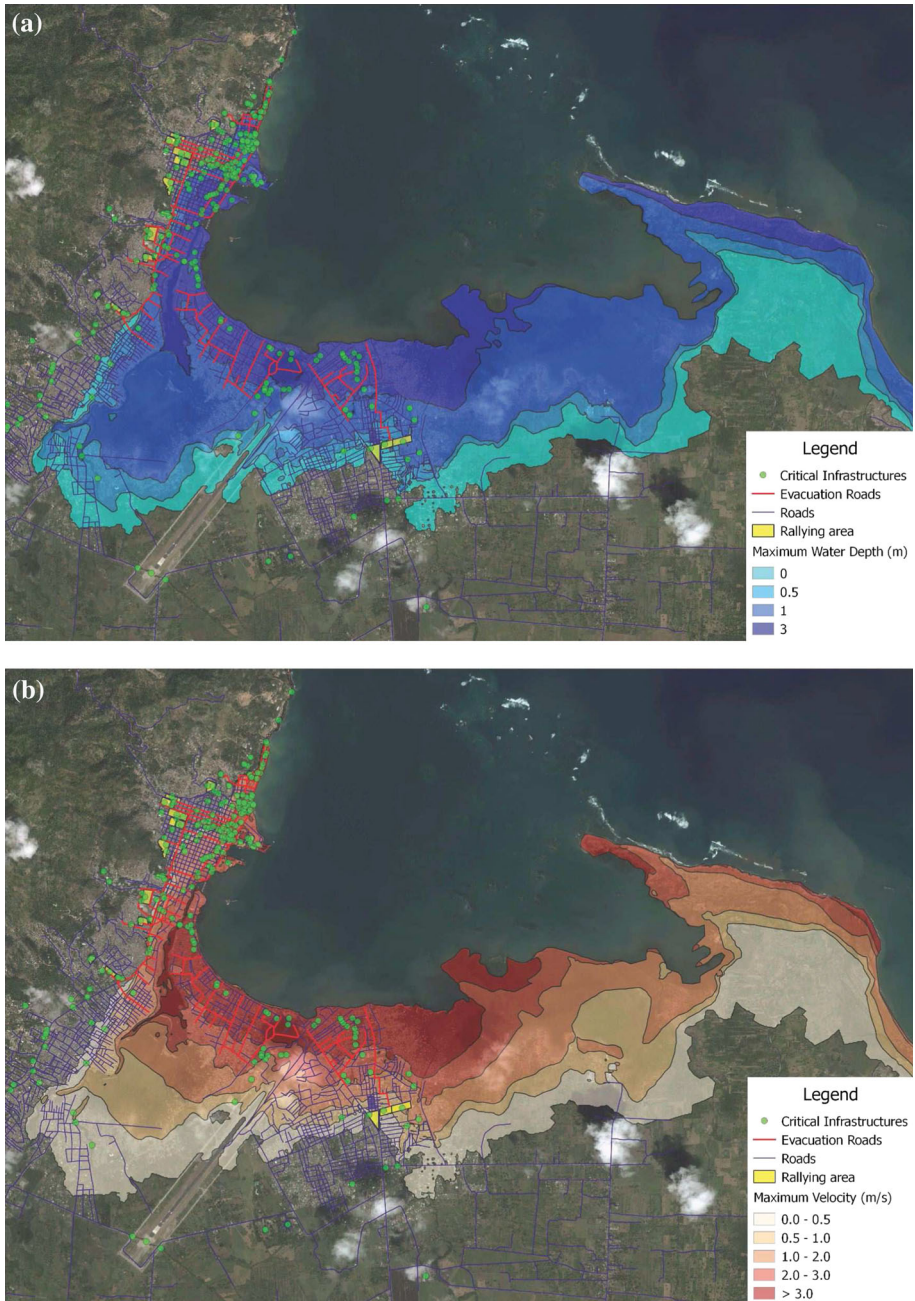 (a)
Legend
Critical Infrastructures
Evacuation Roads
Roads
Rallying area
Maximum Water Depth (m)
0
0.5
1
3
(b)
Legend
Critical Infrastructures
Evacuation Roads
Roads
Rallying area
Maximum Velocity (m/s)
0.0 - 0.5
0.5 - 1.0
1.0 - 2.0
2.0 - 3.0
> 3.0